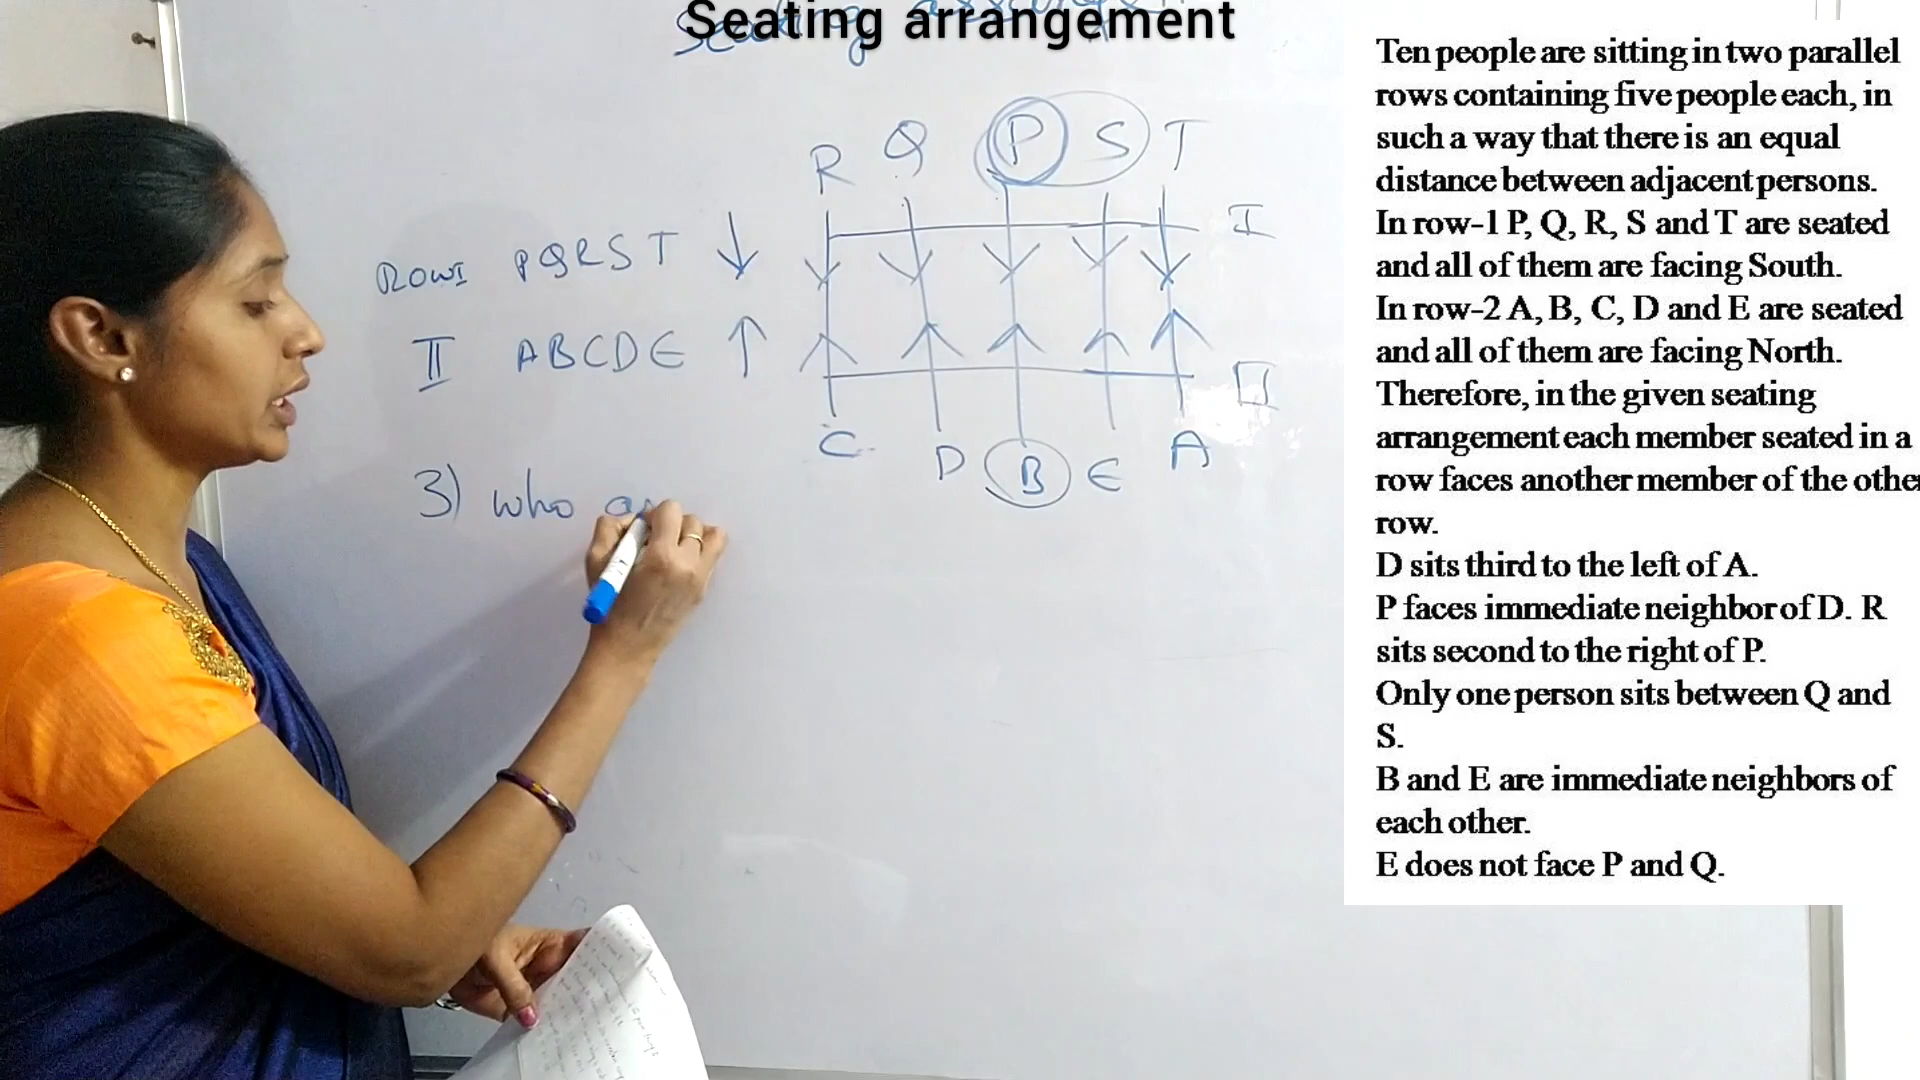 Seating arrangement
Seating
R Q P S T
I
ROW I PQRST ↓
II ABCDE ↑
II
C D B E A
3) who
Ten people are sitting in two parallel
rows containing five people each, in
such a way that there is an equal
distance between adjacent persons.
In row-1 P, Q, R, S and T are seated
and all of them are facing South.
In row-2 A, B, C, D and E are seated
and all of them are facing North.
Therefore, in the given seating
arrangement each member seated in a
row faces another member of the other
row.
D sits third to the left of A.
P faces immediate neighbor of D. R
sits second to the right of P.
Only one person sits between Q and
S.
B and E are immediate neighbors of
each other.
E does not face P and Q.